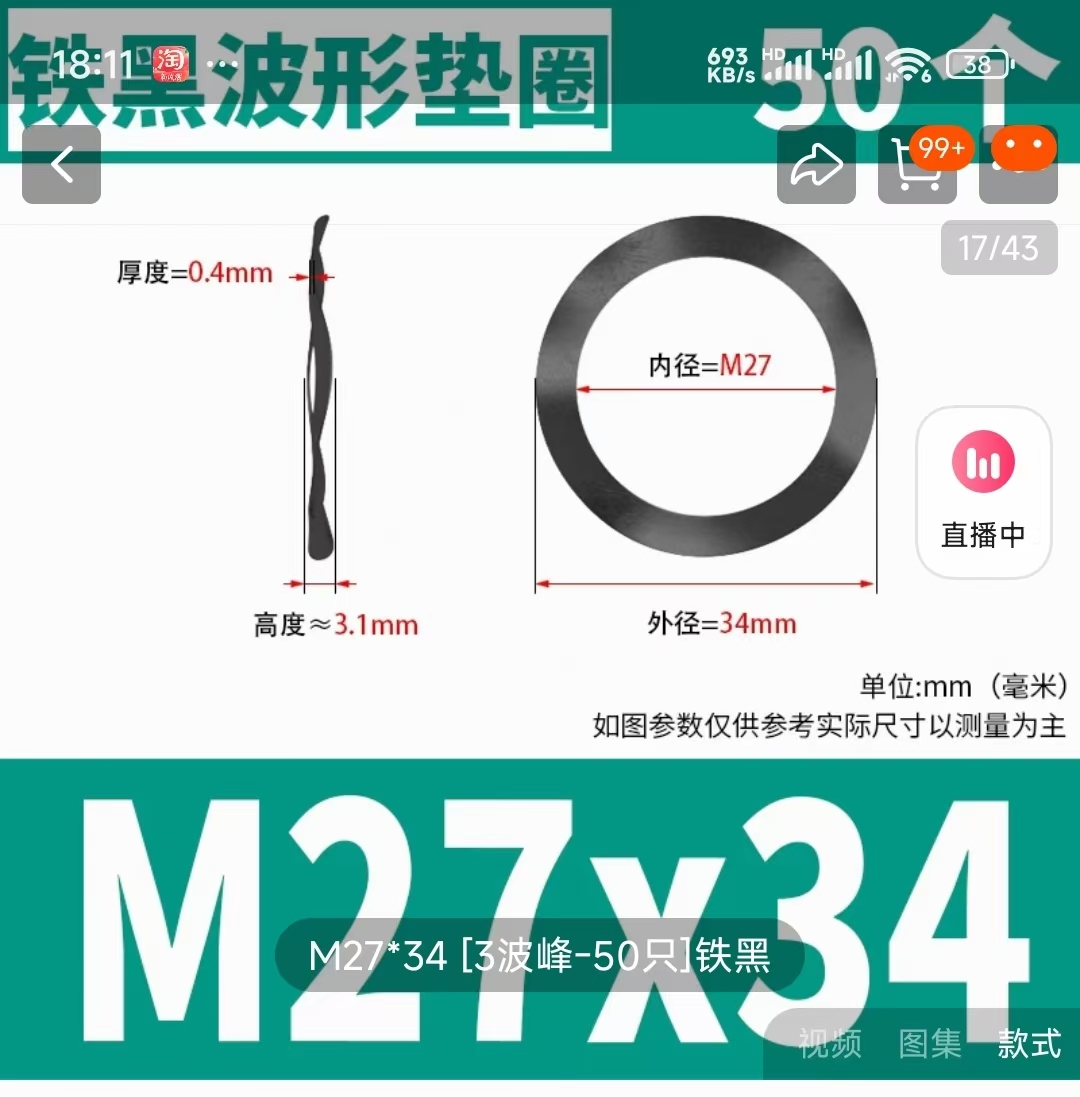 18:11 淘 ... 693 KB/s HD HD 6 38
铁黑波形垫圈 50个
99+
17/43
厚度=0.4mm
内径=M27
直播中
高度≈3.1mm
外径=34mm
单位:mm（毫米）
如图参数仅供参考实际尺寸以测量为主
M27x34
M27*34 [3波峰-50只]铁黑
视频 图集 款式